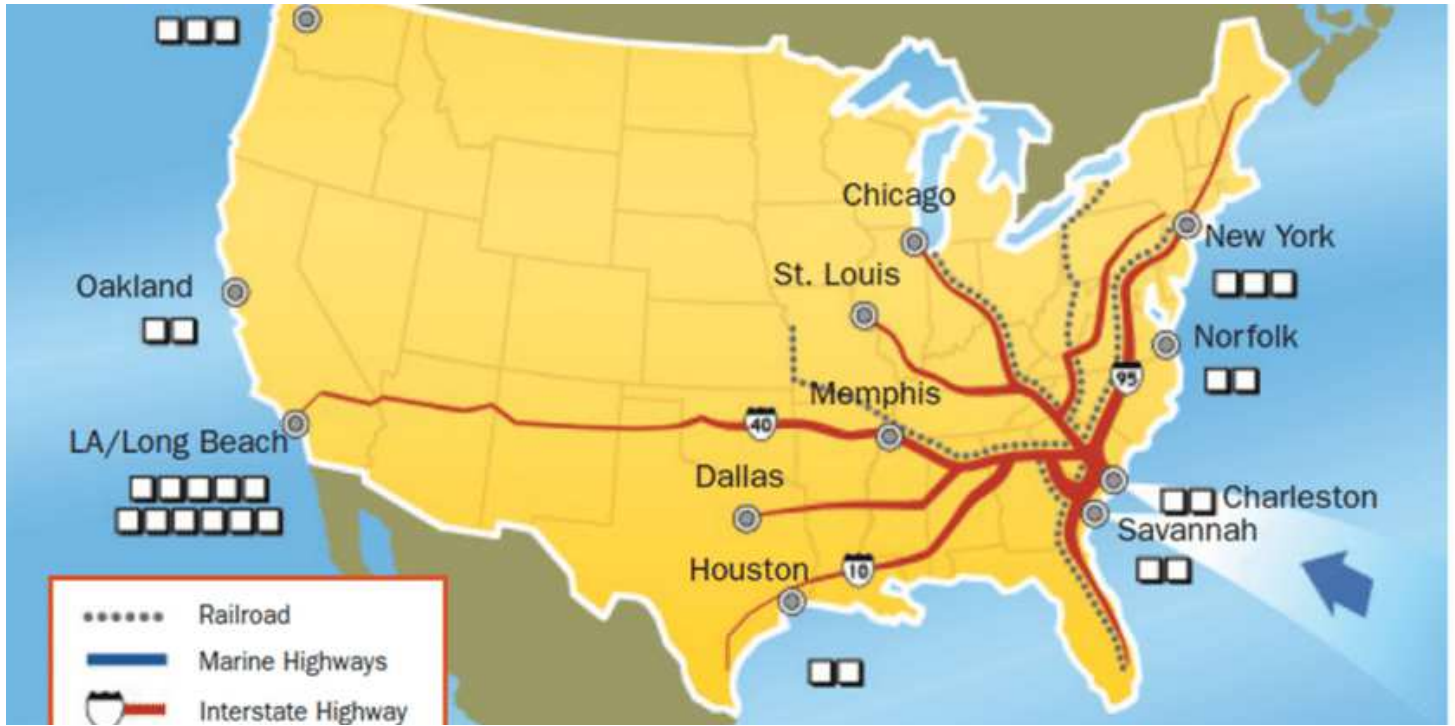 Chicago
New York
St. Louis
Oakland
Norfolk
95
Memphis
40
LA/Long Beach
Dallas
Charleston
Savannah
Houston
10
Railroad
Marine Highways
Interstate Highway